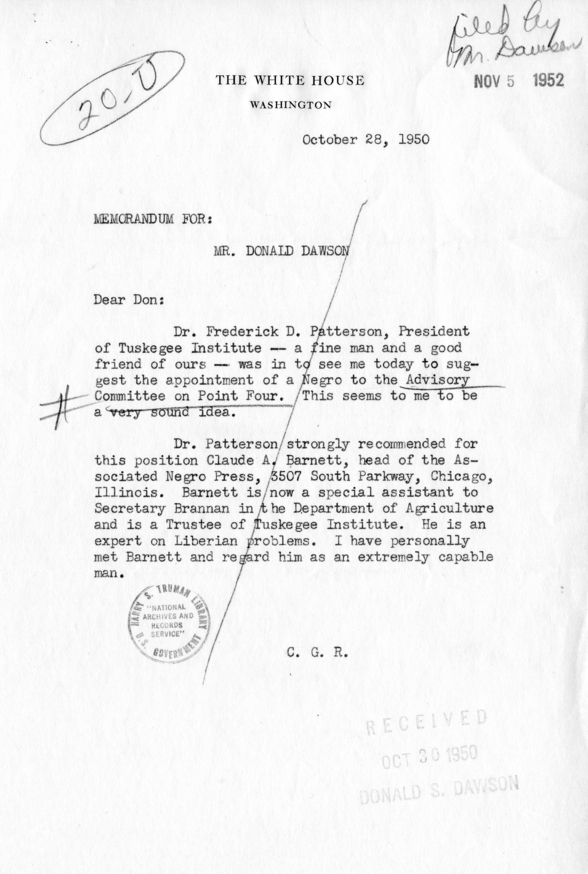 filed by
Mr. Dawson
NOV 5 1952
20-U
THE WHITE HOUSE
WASHINGTON
October 28, 1950
MEMORANDUM FOR:
MR. DONALD DAWSON
Dear Don:
Dr. Frederick D. Patterson, President
of Tuskegee Institute -- a fine man and a good
friend of ours -- was in to see me today to sug-
gest the appointment of a Negro to the Advisory
Committee on Point Four. This seems to me to be
a very sound idea.
Dr. Patterson strongly recommended for
this position Claude A. Barnett, head of the As-
sociated Negro Press, 3507 South Parkway, Chicago,
Illinois. Barnett is now a special assistant to
Secretary Brannan in the Department of Agriculture
and is a Trustee of Tuskegee Institute. He is an
expert on Liberian problems. I have personally
met Barnett and regard him as an extremely capable
man.
HARRY S. TRUMAN LIBRARY
"NATIONAL
ARCHIVES AND
RECORDS
SERVICE"
U.S. GOVERNMENT
C. G. R.
RECEIVED
OCT 30 1950
DONALD S. DAWSON